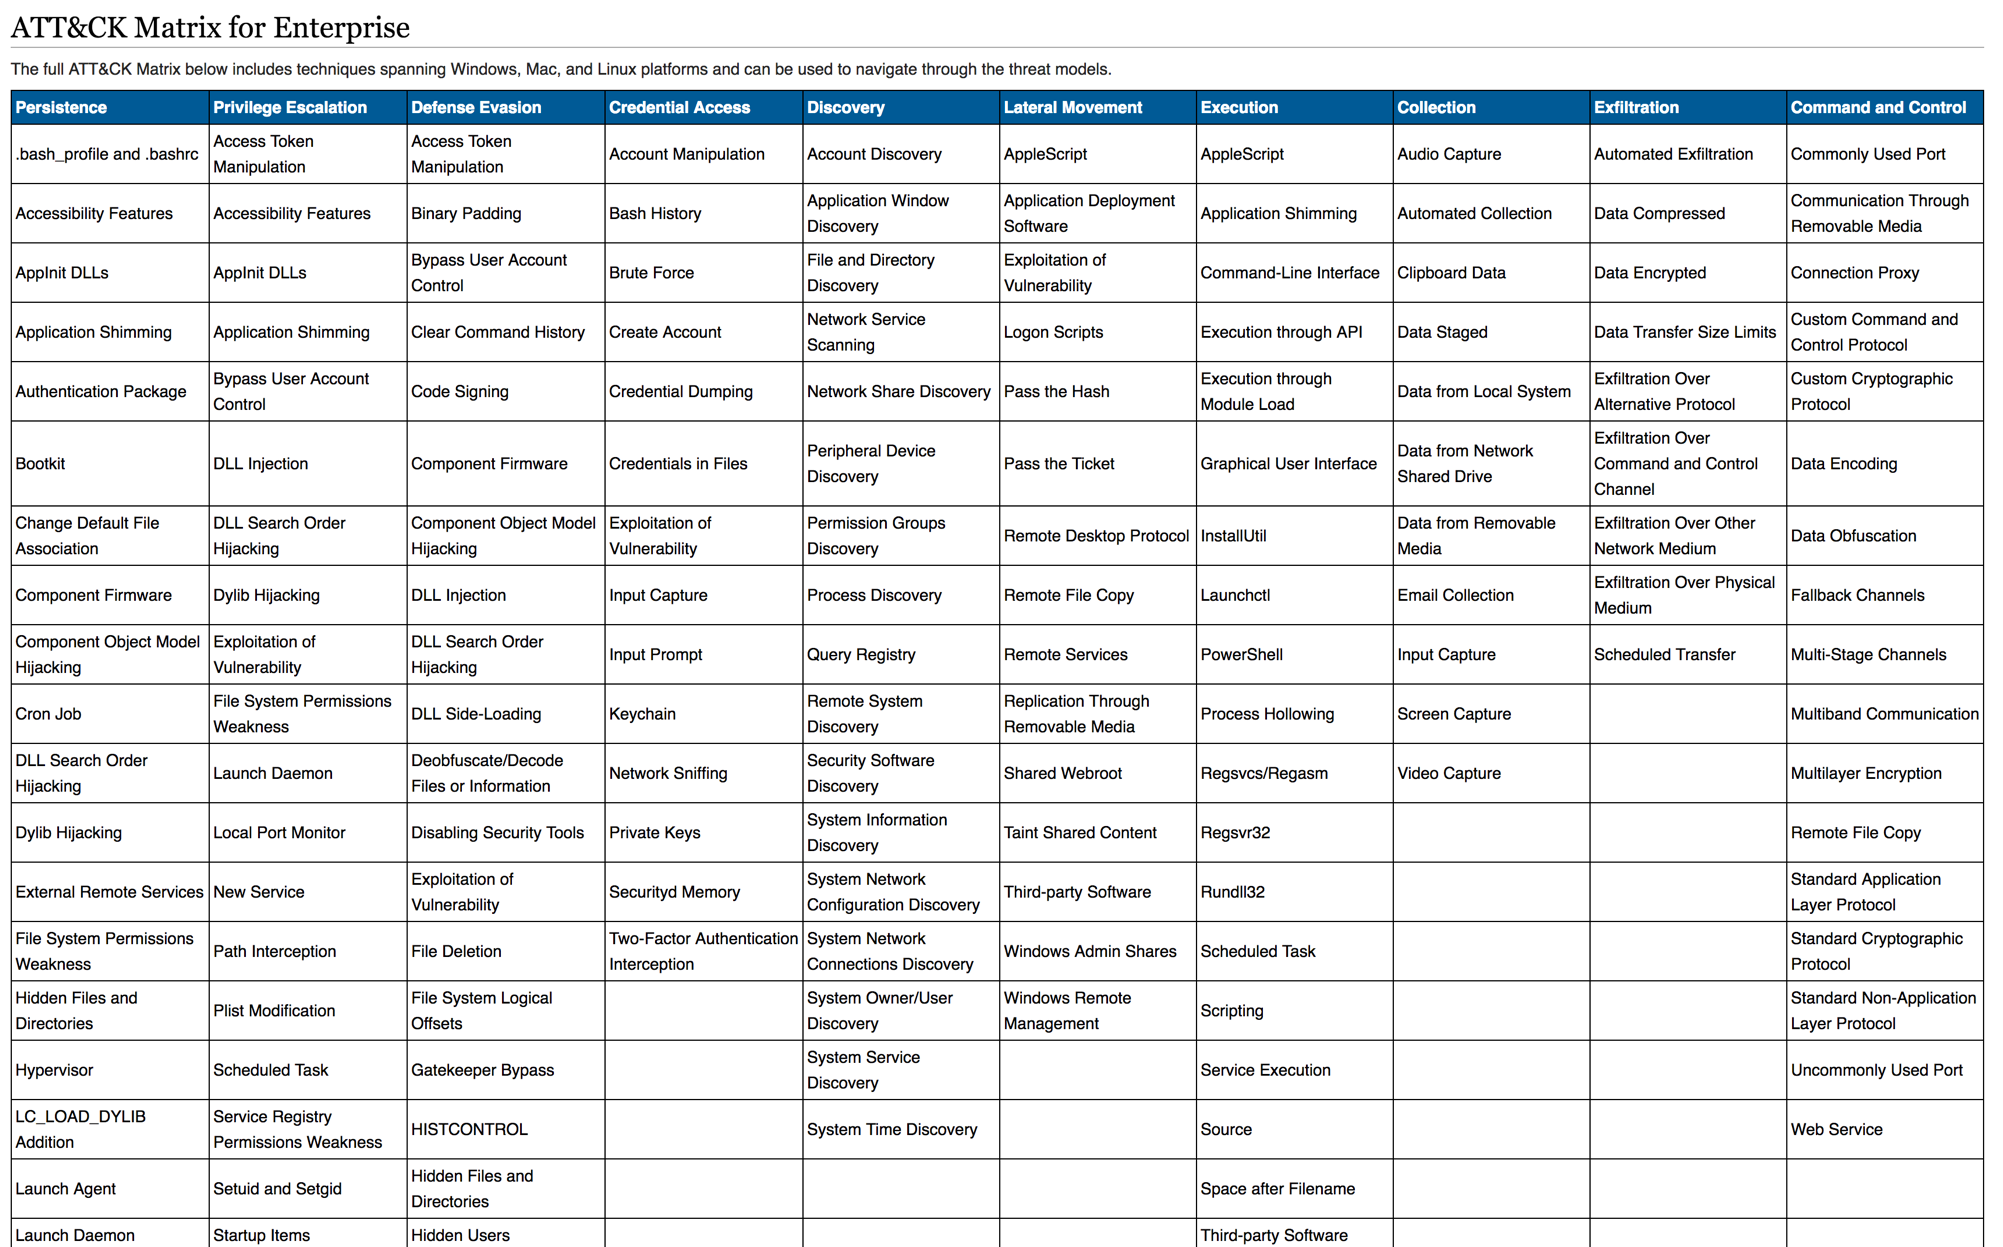 ATT&CK Matrix for Enterprise
The full ATT&CK Matrix below includes techniques spanning Windows, Mac, and Linux platforms and can be used to navigate through the threat models.
Persistence Privilege Escalation Defense Evasion Credential Access Discovery Lateral Movement Execution Collection Exfiltration Command and Control
.bash_profile and .bashrc Access Token Manipulation Access Token Manipulation Account Manipulation Account Discovery AppleScript AppleScript Audio Capture Automated Exfiltration Commonly Used Port
Accessibility Features Accessibility Features Binary Padding Bash History Application Window Discovery Application Deployment Software Application Shimming Automated Collection Data Compressed Communication Through Removable Media
AppInit DLLs AppInit DLLs Bypass User Account Control Brute Force File and Directory Discovery Exploitation of Vulnerability Command-Line Interface Clipboard Data Data Encrypted Connection Proxy
Application Shimming Application Shimming Clear Command History Create Account Network Service Scanning Logon Scripts Execution through API Data Staged Data Transfer Size Limits Custom Command and Control Protocol
Authentication Package Bypass User Account Control Code Signing Credential Dumping Network Share Discovery Pass the Hash Execution through Module Load Data from Local System Exfiltration Over Alternative Protocol Custom Cryptographic Protocol
Bootkit DLL Injection Component Firmware Credentials in Files Peripheral Device Discovery Pass the Ticket Graphical User Interface Data from Network Shared Drive Exfiltration Over Command and Control Channel Data Encoding
Change Default File Association DLL Search Order Hijacking Component Object Model Hijacking Exploitation of Vulnerability Permission Groups Discovery Remote Desktop Protocol InstallUtil Data from Removable Media Exfiltration Over Other Network Medium Data Obfuscation
Component Firmware Dylib Hijacking DLL Injection Input Capture Process Discovery Remote File Copy Launchctl Email Collection Exfiltration Over Physical Medium Fallback Channels
Component Object Model Hijacking Exploitation of Vulnerability DLL Search Order Hijacking Input Prompt Query Registry Remote Services PowerShell Input Capture Scheduled Transfer Multi-Stage Channels
Cron Job File System Permissions Weakness DLL Side-Loading Keychain Remote System Discovery Replication Through Removable Media Process Hollowing Screen Capture Multiband Communication
DLL Search Order Hijacking Launch Daemon Deobfuscate/Decode Files or Information Network Sniffing Security Software Discovery Shared Webroot Regsvcs/Regasm Video Capture Multilayer Encryption
Dylib Hijacking Local Port Monitor Disabling Security Tools Private Keys System Information Discovery Taint Shared Content Regsvr32 Remote File Copy
External Remote Services New Service Exploitation of Vulnerability Securityd Memory System Network Configuration Discovery Third-party Software Rundll32 Standard Application Layer Protocol
File System Permissions Weakness Path Interception File Deletion Two-Factor Authentication Interception System Network Connections Discovery Windows Admin Shares Scheduled Task Standard Cryptographic Protocol
Hidden Files and Directories Plist Modification File System Logical Offsets System Owner/User Discovery Windows Remote Management Scripting Standard Non-Application Layer Protocol
Hypervisor Scheduled Task Gatekeeper Bypass System Service Discovery Service Execution Uncommonly Used Port
LC_LOAD_DYLIB Addition Service Registry Permissions Weakness HISTCONTROL System Time Discovery Source Web Service
Launch Agent Setuid and Setgid Hidden Files and Directories Space after Filename
Launch Daemon Startup Items Hidden Users Third-party Software